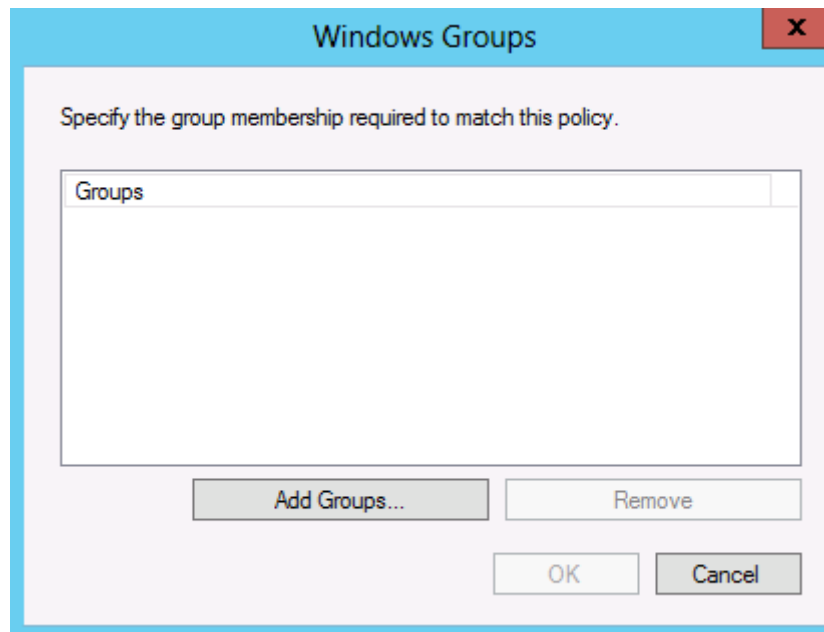 Windows Groups
x
Specify the group membership required to match this policy.
Groups
Add Groups...
Remove
OK
Cancel